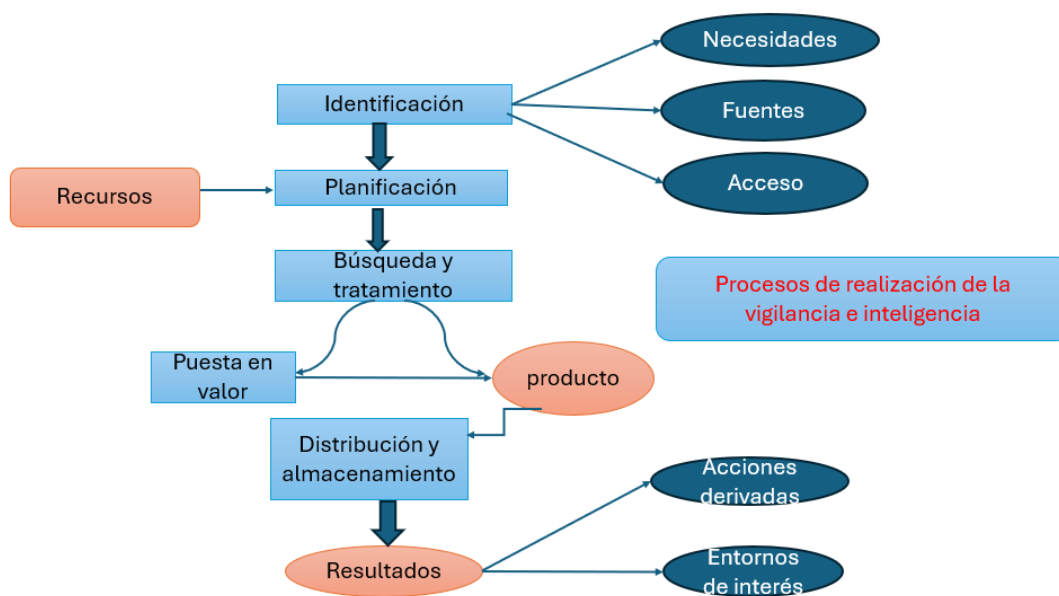 Necesidades
Identificación
Fuentes
Acceso
Recursos
Planificación
Búsqueda y
tratamiento
Procesos de realización de la
vigilancia e inteligencia
Puesta en
valor
producto
Distribución y
almacenamiento
Acciones
derivadas
Resultados
Entornos
de interés